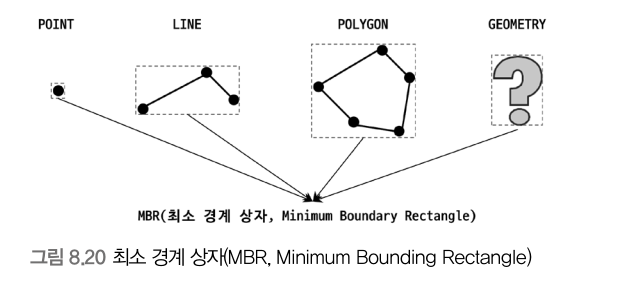 POINT LINE POLYGON GEOMETRY
?
MBR(최소 경계 상자, Minimum Boundary Rectangle)
그림 8.20 최소 경계 상자(MBR, Minimum Bounding Rectangle)